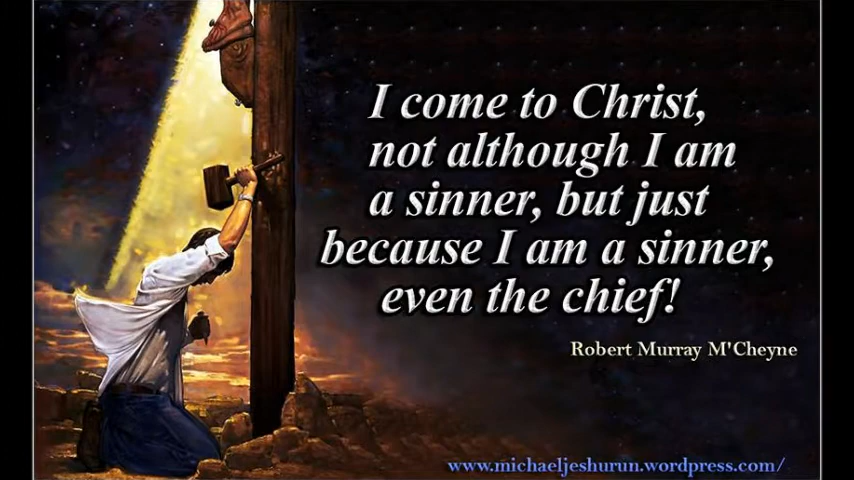 I come to Christ,
not although I am
a sinner, but just
because I am a sinner,
even the chief!
Robert Murray M'Cheyne
www.michaeljeshurun.wordpress.com/